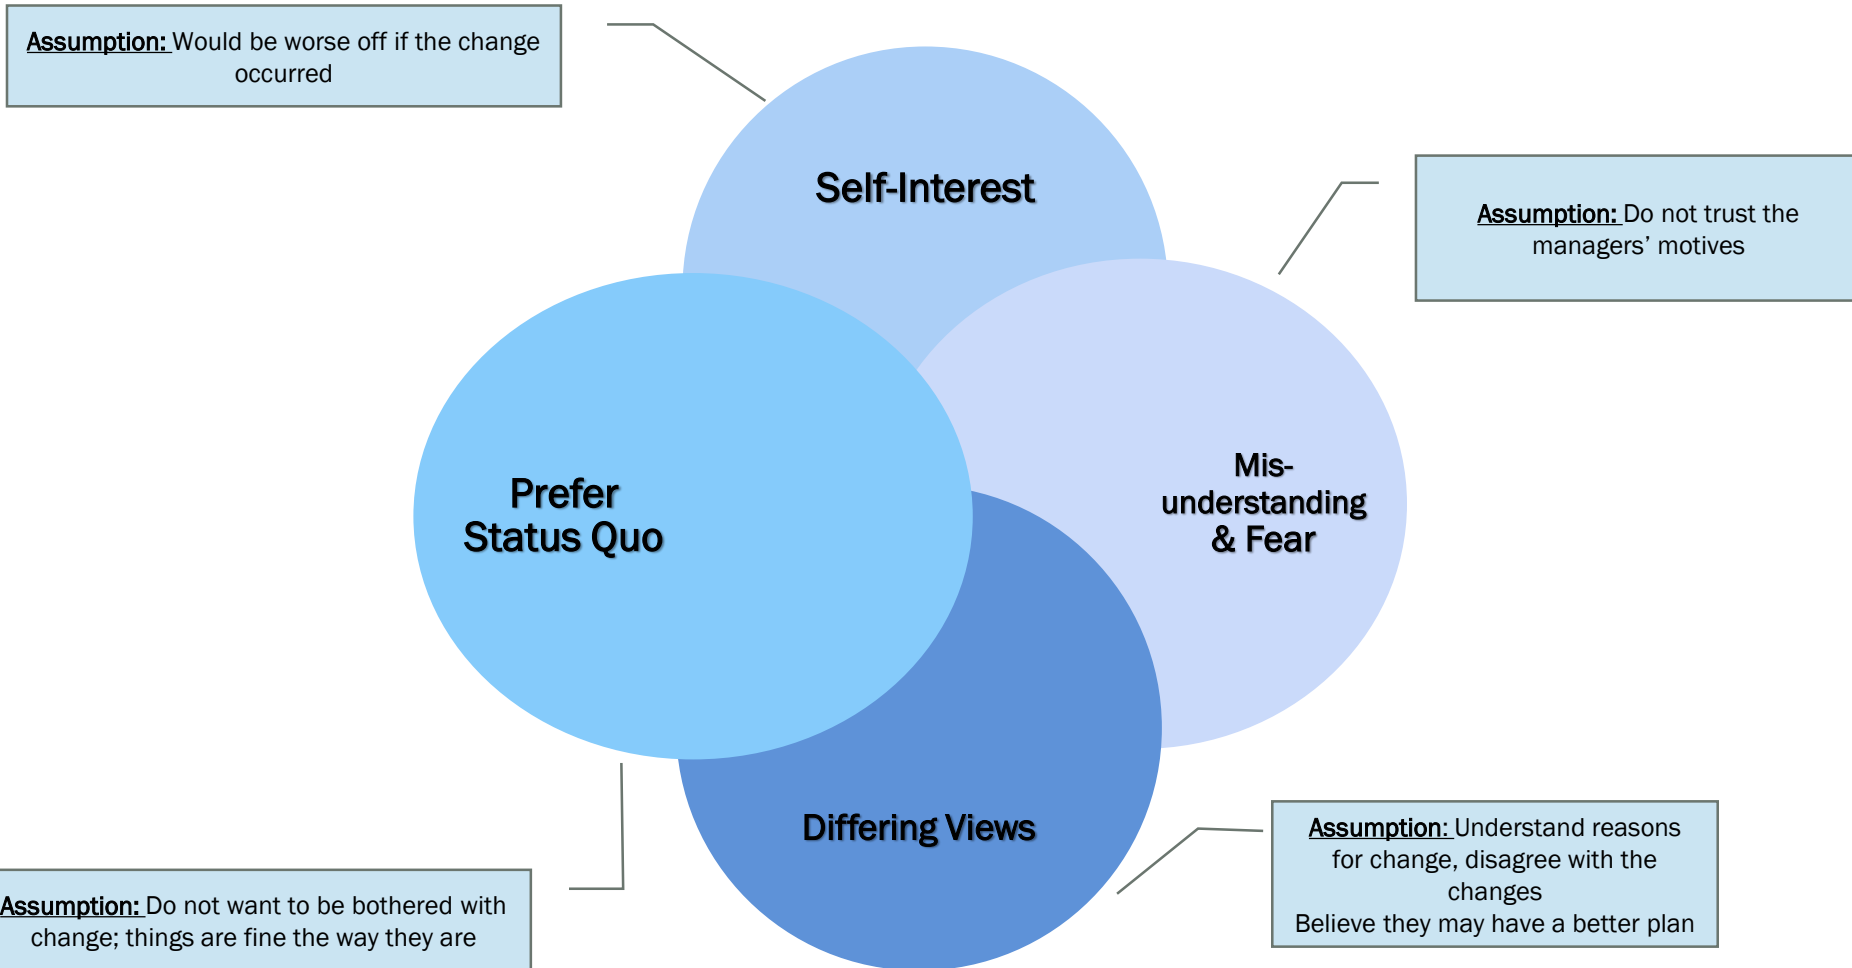 Assumption: Would be worse off if the change
occurred
Self-Interest
Assumption: Do not trust the
managers’ motives
Mis-
understanding
& Fear
Prefer
Status Quo
Differing Views
Assumption: Understand reasons
for change, disagree with the
changes
Believe they may have a better plan
Assumption: Do not want to be bothered with
change; things are fine the way they are